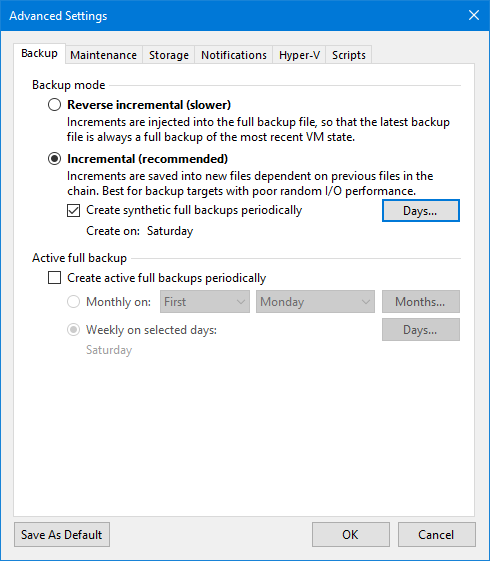 Advanced Settings
Backup Maintenance Storage Notifications Hyper-V Scripts
Backup mode
Reverse incremental (slower)
Increments are injected into the full backup file, so that the latest backup
file is always a full backup of the most recent VM state.
Incremental (recommended)
Increments are saved into new files dependent on previous files in the
chain. Best for backup targets with poor random I/O performance.
Create synthetic full backups periodically Days...
Create on: Saturday
Active full backup
Create active full backups periodically
Monthly on: First Monday Months...
Weekly on selected days: Days...
Saturday
Save As Default OK Cancel